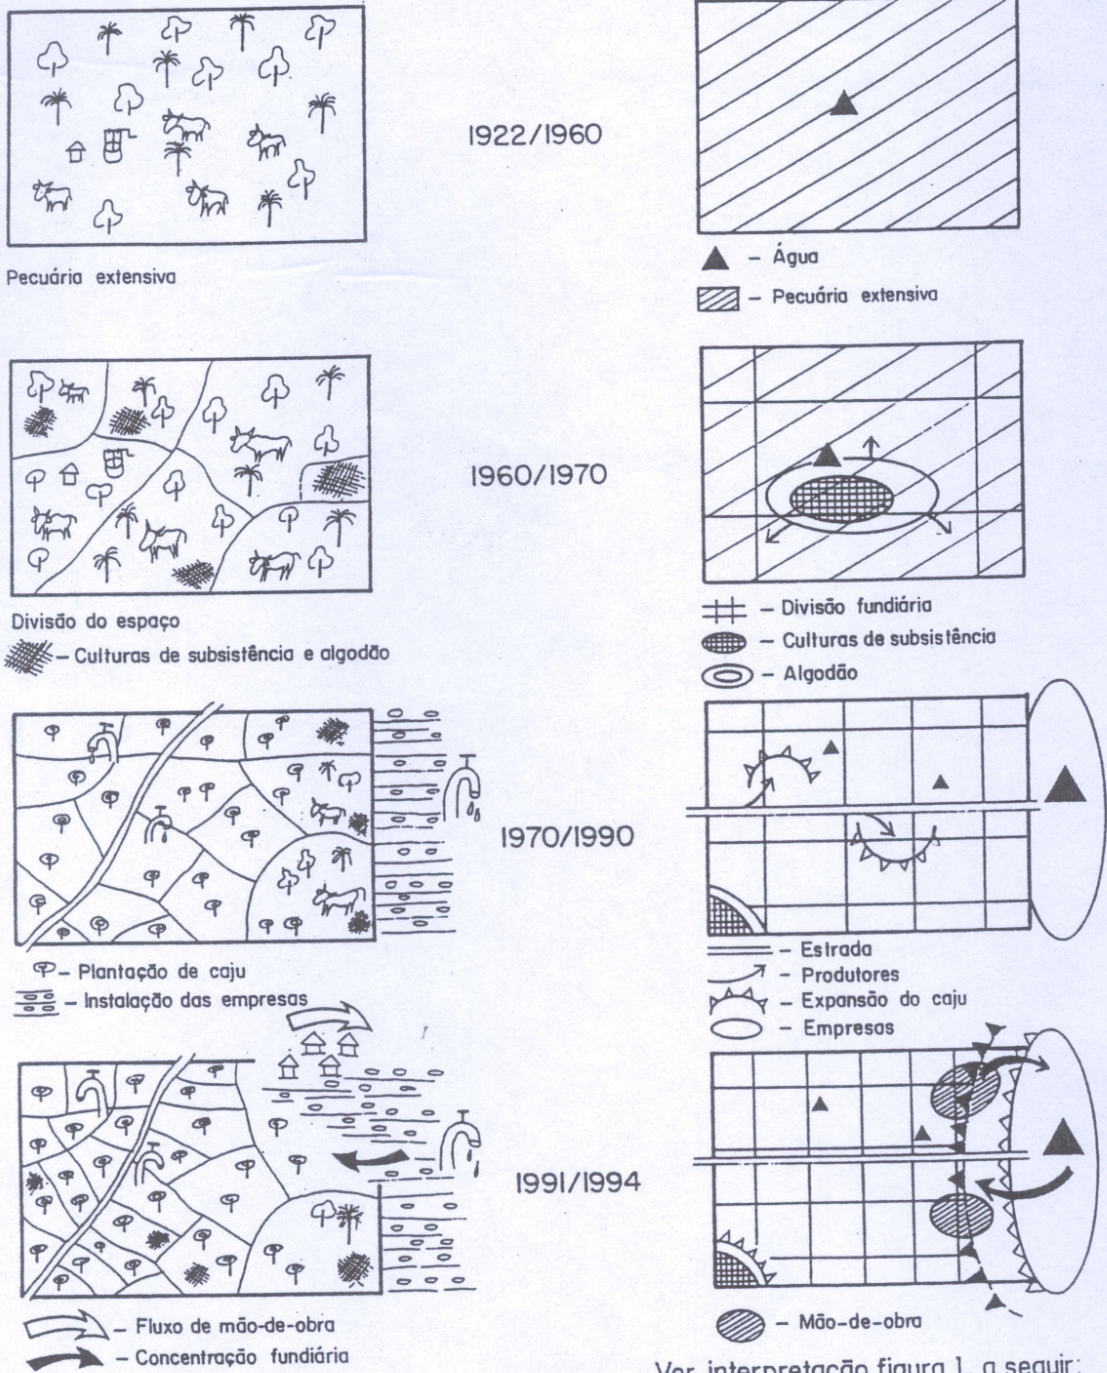 1922/1960
Pecuária extensiva
▲ – Água
– Pecuária extensiva
1960/1970
Divisão do espaço
– Culturas de subsistência e algodão
– Divisão fundiária
– Culturas de subsistência
– Algodão
1970/1990
– Plantação de caju
– Instalação das empresas
– Estrada
– Produtores
– Expansão do caju
– Empresas
1991/1994
– Fluxo de mão-de-obra
– Concentração fundiária
– Mão-de-obra
Ver interpretação figura 1, a seguir: